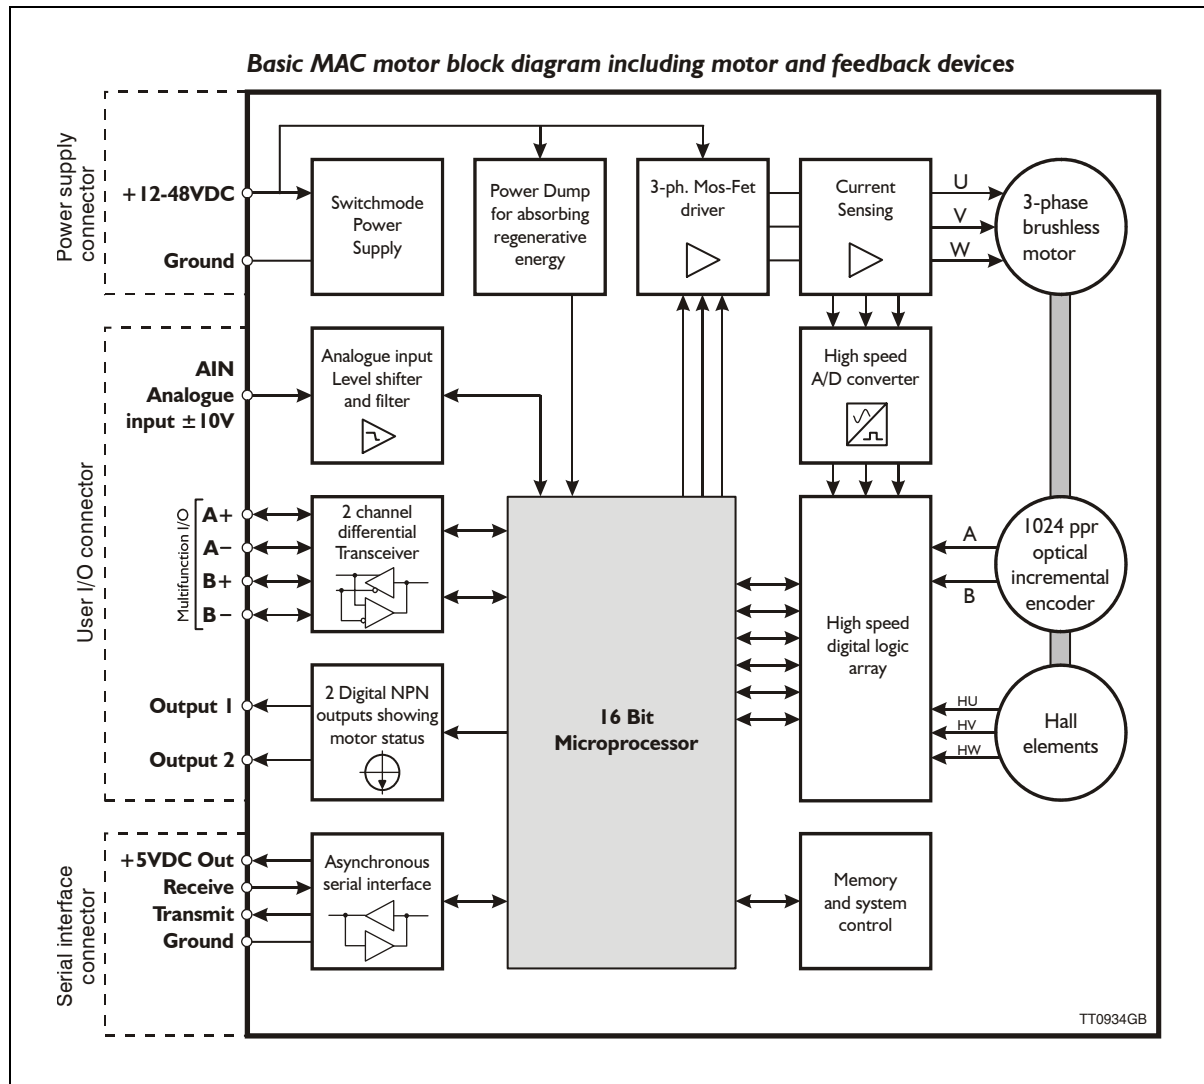 Basic MAC motor block diagram including motor and feedback devices
Power supply
connector
+12-48VDC
Ground
Switchmode
Power
Supply
Power Dump
for absorbing
regenerative
energy
3-ph. Mos-Fet
driver
Current
Sensing
U
V
W
3-phase
brushless
motor
User I/O connector
AIN
Analogue
input ±10V
Analogue input
Level shifter
and filter
High speed
A/D converter
Multifunction I/O
A+
A−
B+
B−
2 channel
differential
Transceiver
A
B
1024 ppr
optical
incremental
encoder
High speed
digital logic
array
Output 1
Output 2
2 Digital NPN
outputs showing
motor status
16 Bit
Microprocessor
HU
HV
HW
Hall
elements
Serial interface
connector
+5VDC Out
Receive
Transmit
Ground
Asynchronous
serial interface
Memory
and system
control
TT0934GB